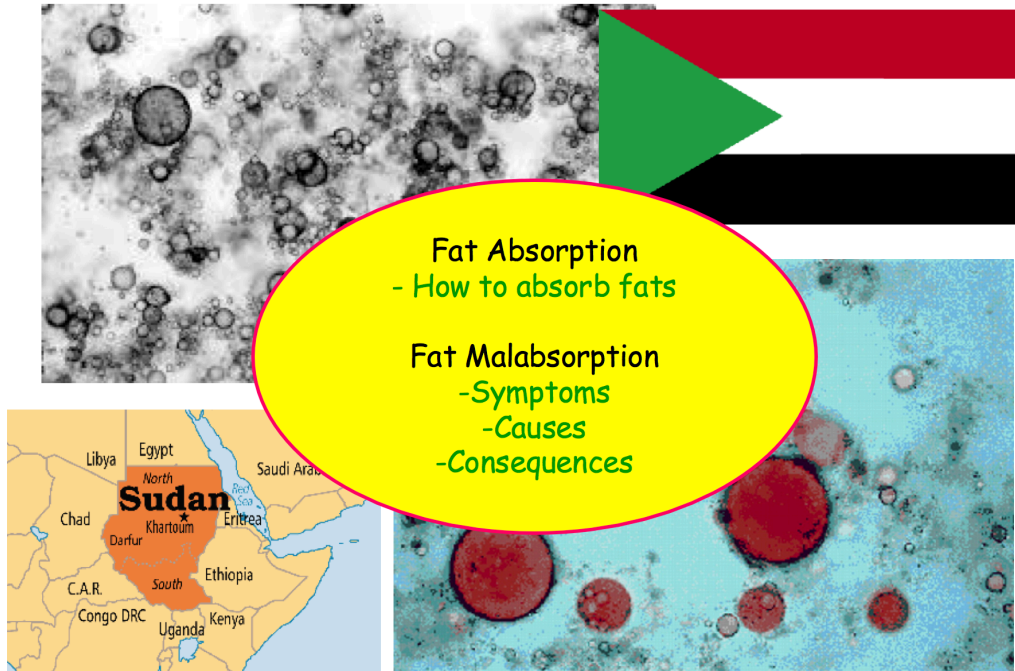 Fat Absorption
- How to absorb fats
Fat Malabsorption
-Symptoms
-Causes
-Consequences
Egypt
Libya
North
Saudi Arab
Sudan
Red
Sea
Chad
Khartoum
Eritrea
Darfur
South
Ethiopia
C.A.R.
Congo DRC
Kenya
Uganda